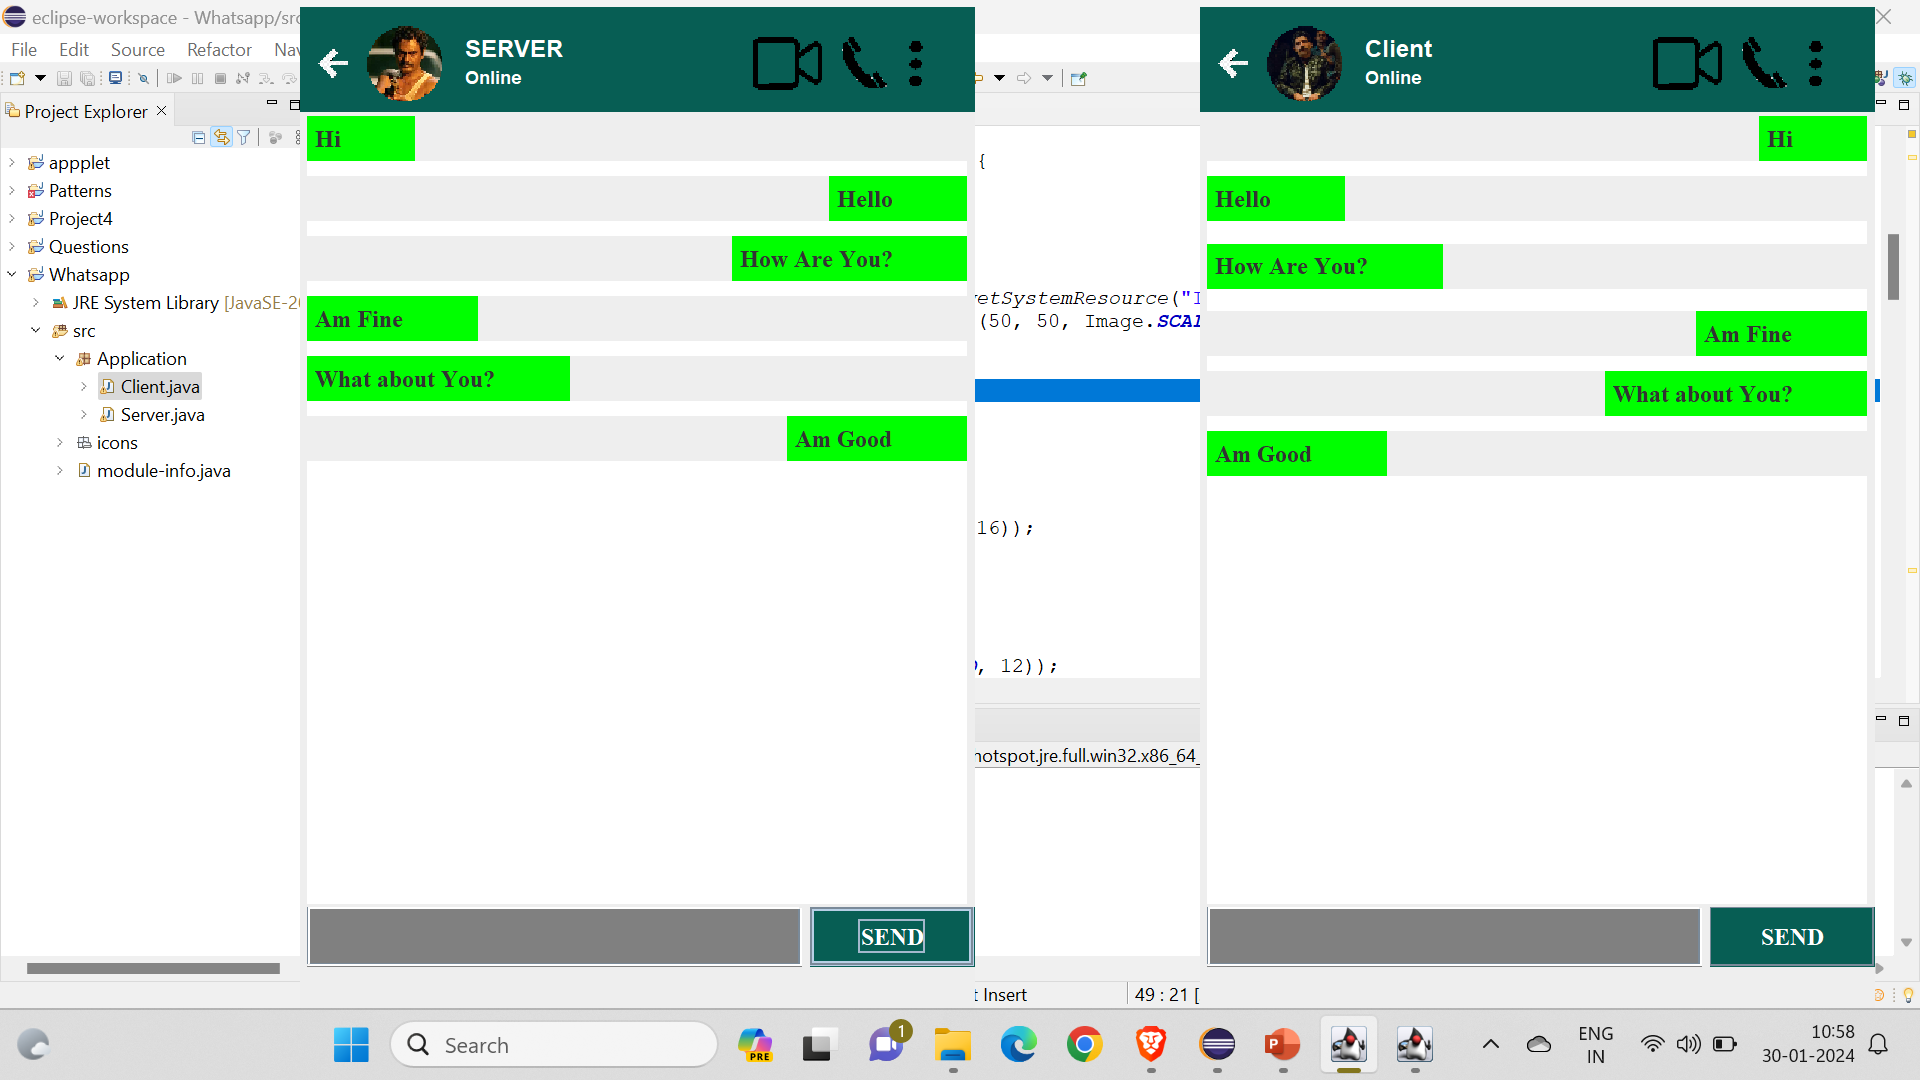 eclipse-workspace - Whatsapp/src
File Edit Source Refactor Nav
Project Explorer
appplet
Patterns
Project4
Questions
Whatsapp
JRE System Library [JavaSE-20
src
Application
Client.java
Server.java
icons
module-info.java
SERVER
Online
Hi
Hello
How Are You?
Am Fine
What about You?
Am Good
SEND
{
etSystemResource("I
(50, 50, Image.SCAL
16));
, 12));
hotspot.jre.full.win32.x86_64_
Insert
49 : 21 [
Client
Online
Hi
Hello
How Are You?
Am Fine
What about You?
Am Good
SEND
Search
PRE
1
P
ENG
IN
10:58
30-01-2024